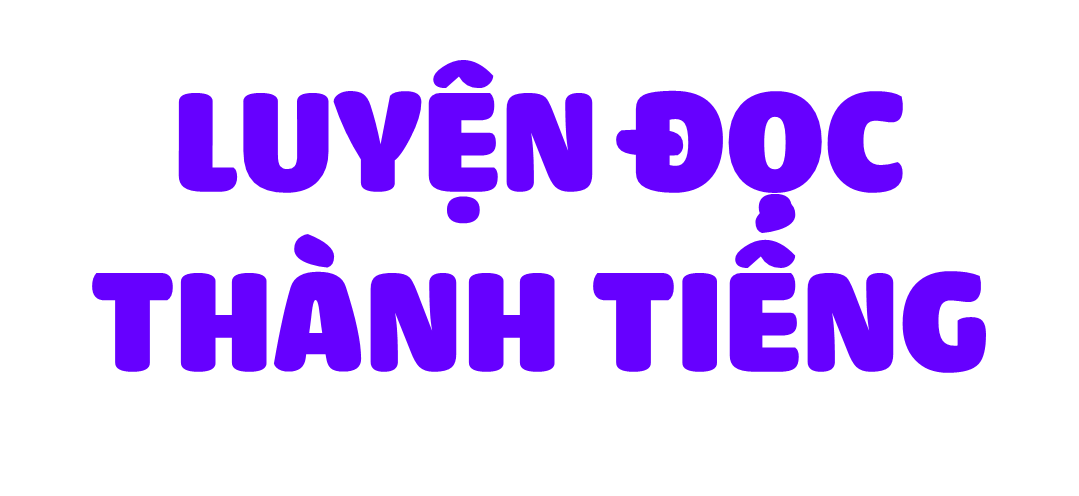 LUYỆN ĐỌC
THÀNH TIẾNG